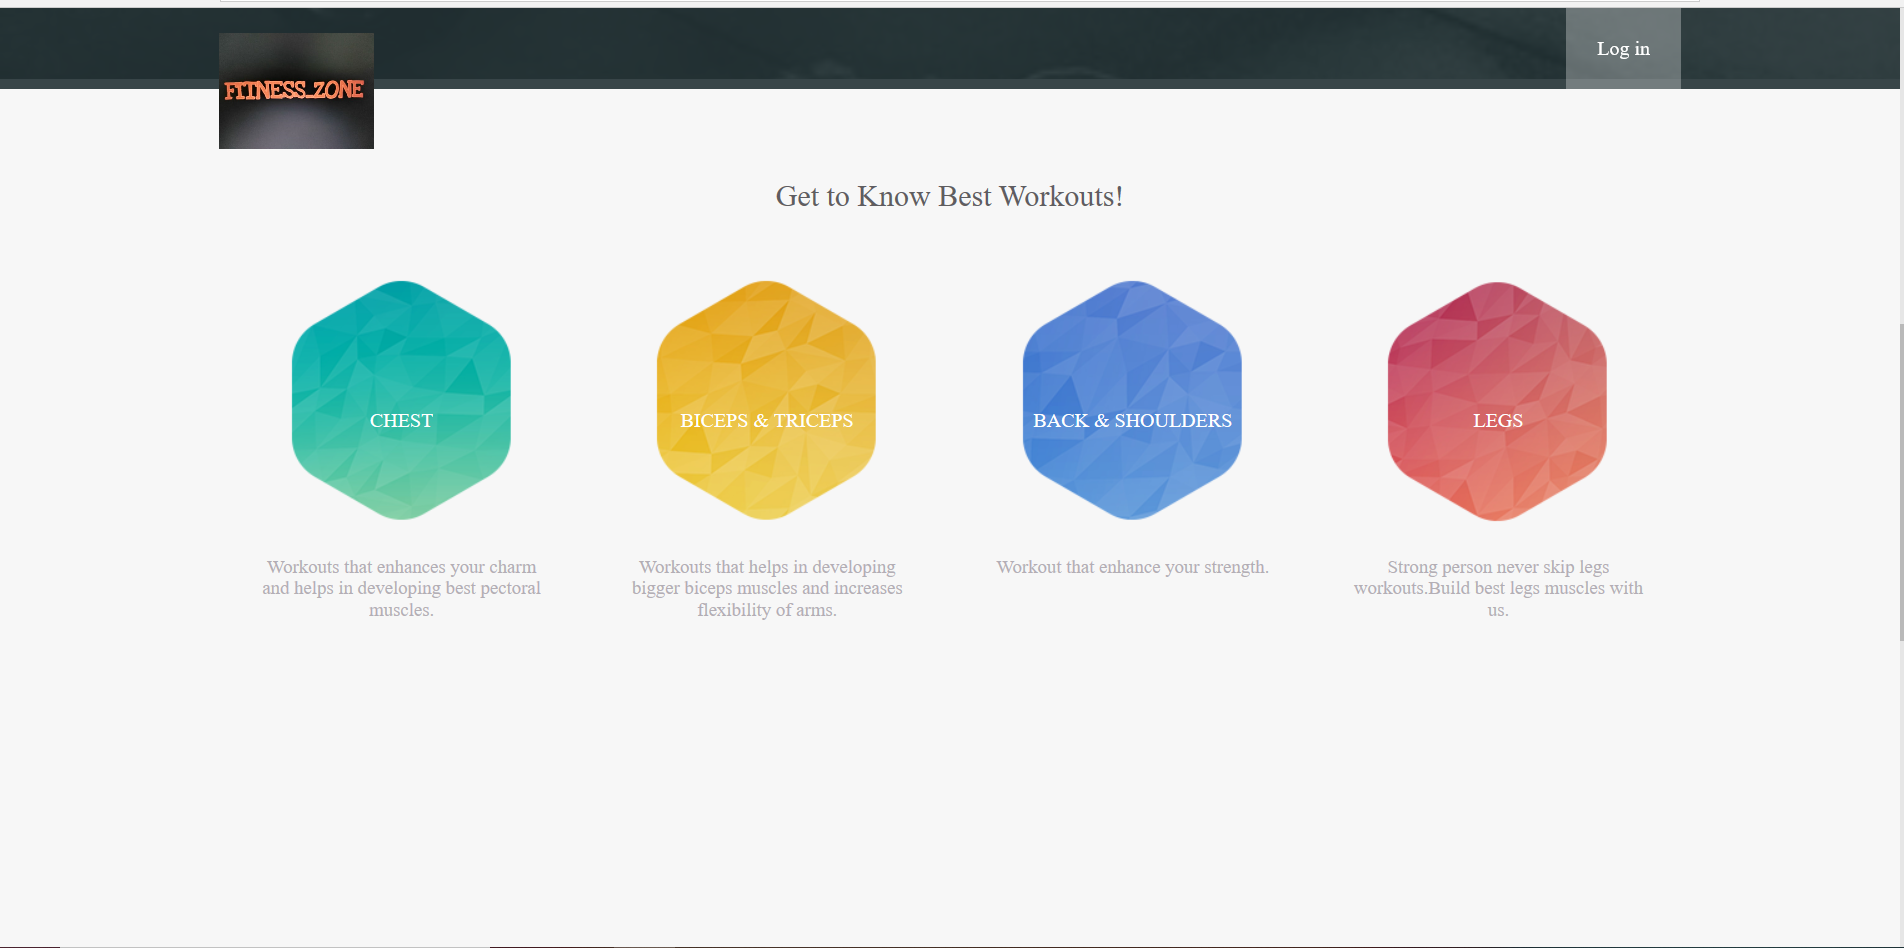 Log in
FITNESS_ZONE
Get to Know Best Workouts!
CHEST
BICEPS & TRICEPS
BACK & SHOULDERS
LEGS
Workouts that enhances your charm
and helps in developing best pectoral
muscles.
Workouts that helps in developing
bigger biceps muscles and increases
flexibility of arms.
Workout that enhance your strength.
Strong person never skip legs
workouts.Build best legs muscles with
us.